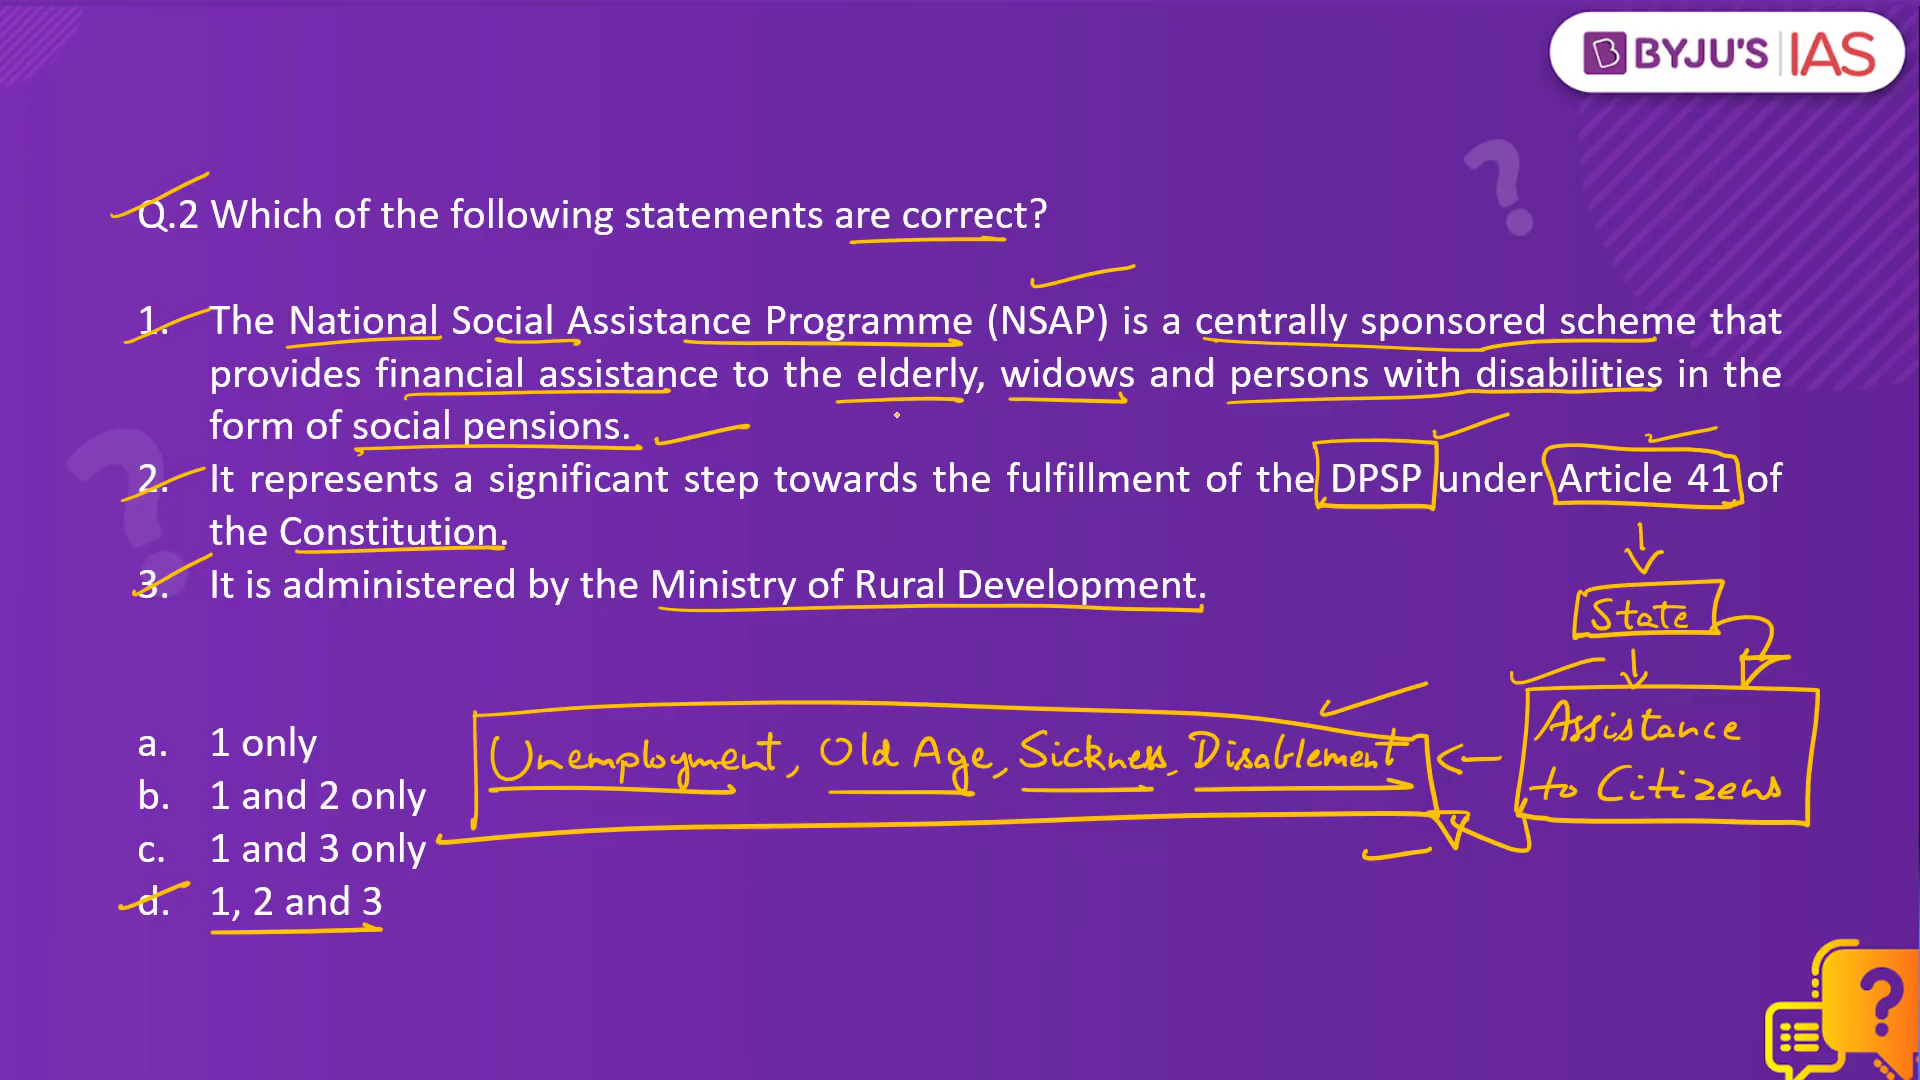 BYJU'S IAS
Q.2 Which of the following statements are correct?
1. The National Social Assistance Programme (NSAP) is a centrally sponsored scheme that
provides financial assistance to the elderly, widows and persons with disabilities in the
form of social pensions.
2. It represents a significant step towards the fulfillment of the DPSP under Article 41 of
the Constitution.
3. It is administered by the Ministry of Rural Development.
State
Assistance
to Citizens
Unemployment, Old Age, Sickness, Disablement
a. 1 only
b. 1 and 2 only
c. 1 and 3 only
d. 1, 2 and 3